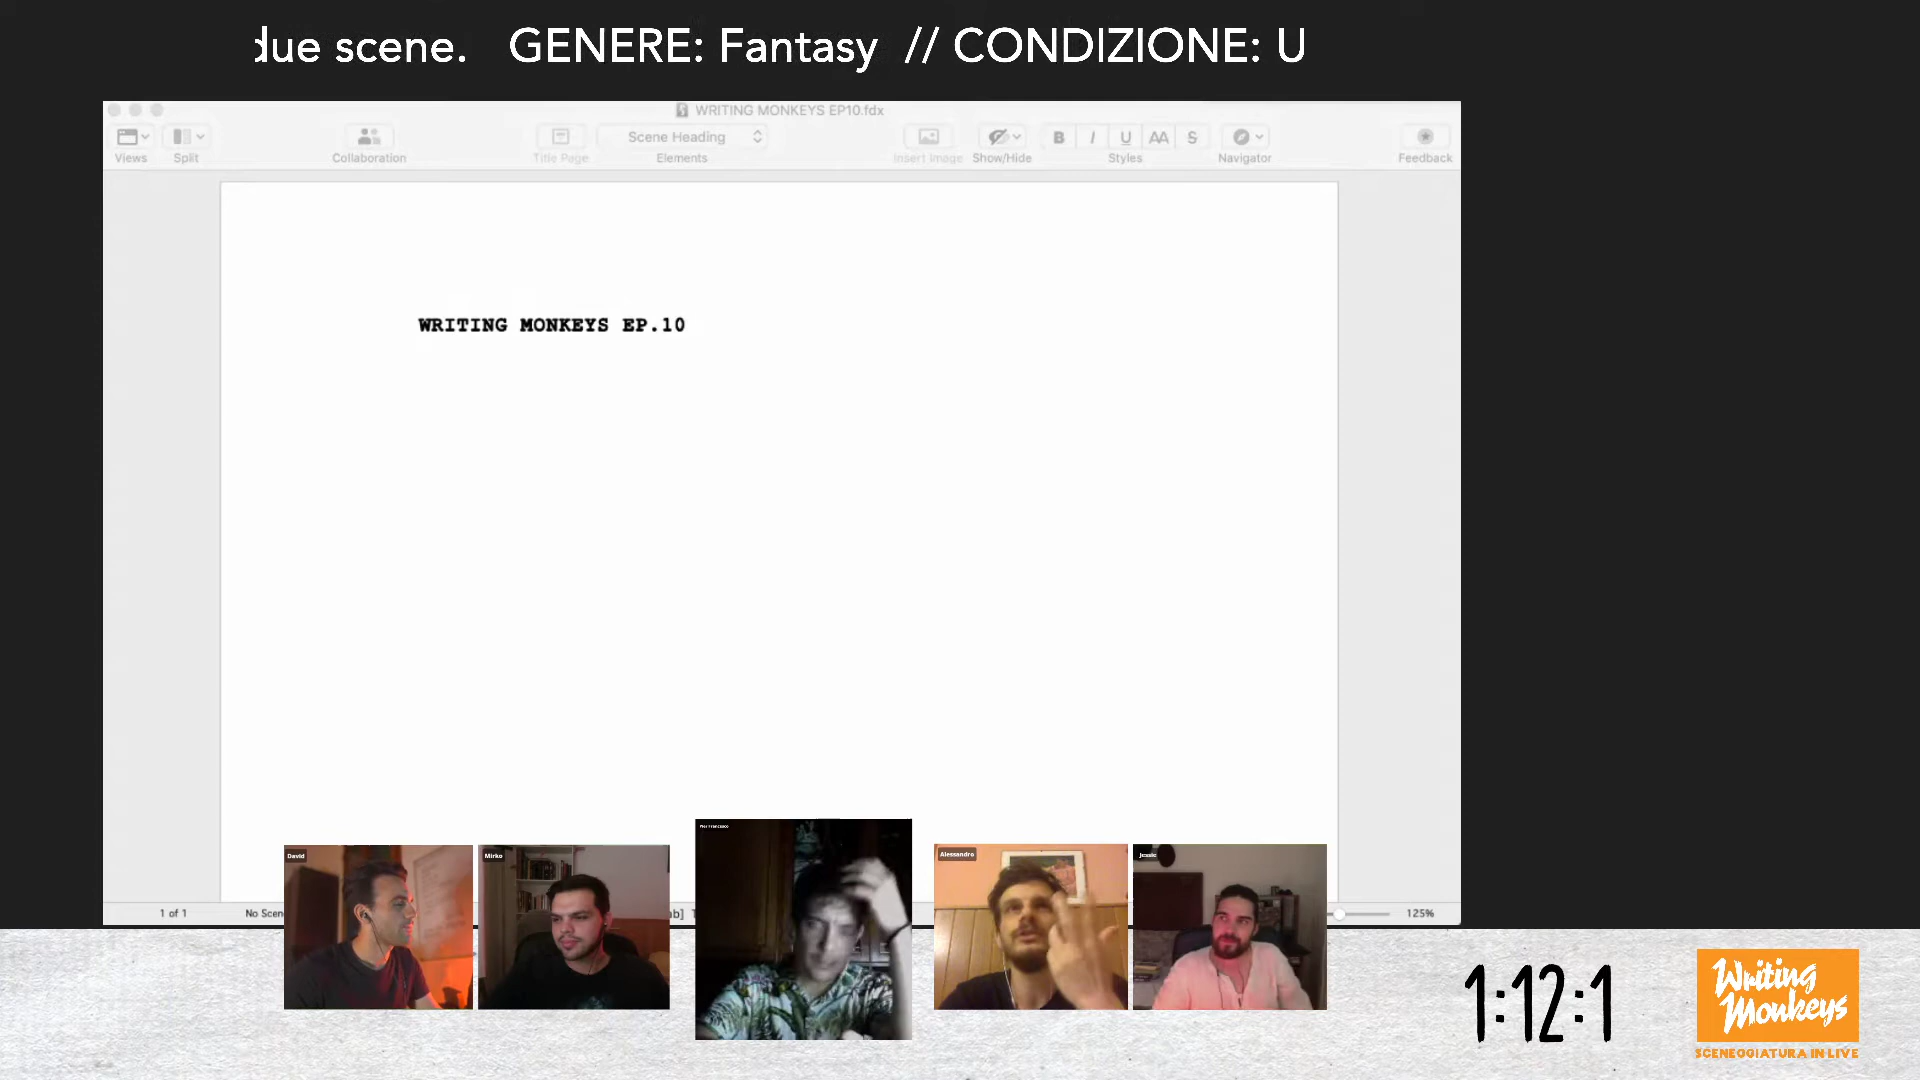 due scene. GENERE: Fantasy // CONDIZIONE: U
WRITING MONKEYS EP10.fdx
Scene Heading
B I U AA S
Views Split Collaboration Title Page Elements Insert Image Show/Hide Styles Navigator Feedback
WRITING MONKEYS EP.10
David
Mirko
Alessandro
Jessie
1 of 1
No Scen
ab]
125%
1:12:1
Writing
Monkeys
SCENEGGIATURA IN LIVE